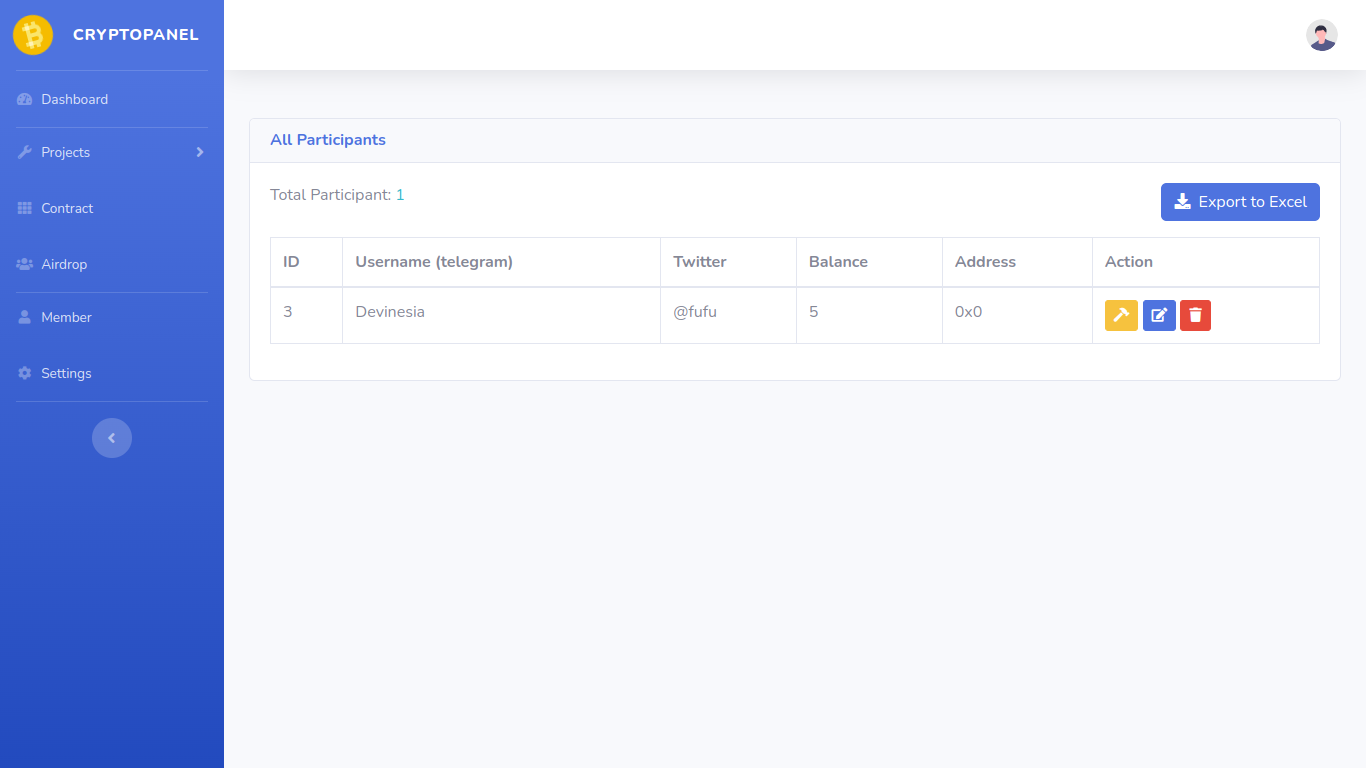 CRYPTOPANEL
Dashboard
Projects
Contract
Airdrop
Member
Settings
All Participants
Total Participant: 1
Export to Excel
ID Username (telegram) Twitter Balance Address Action
3 Devinesia @fufu 5 0x0